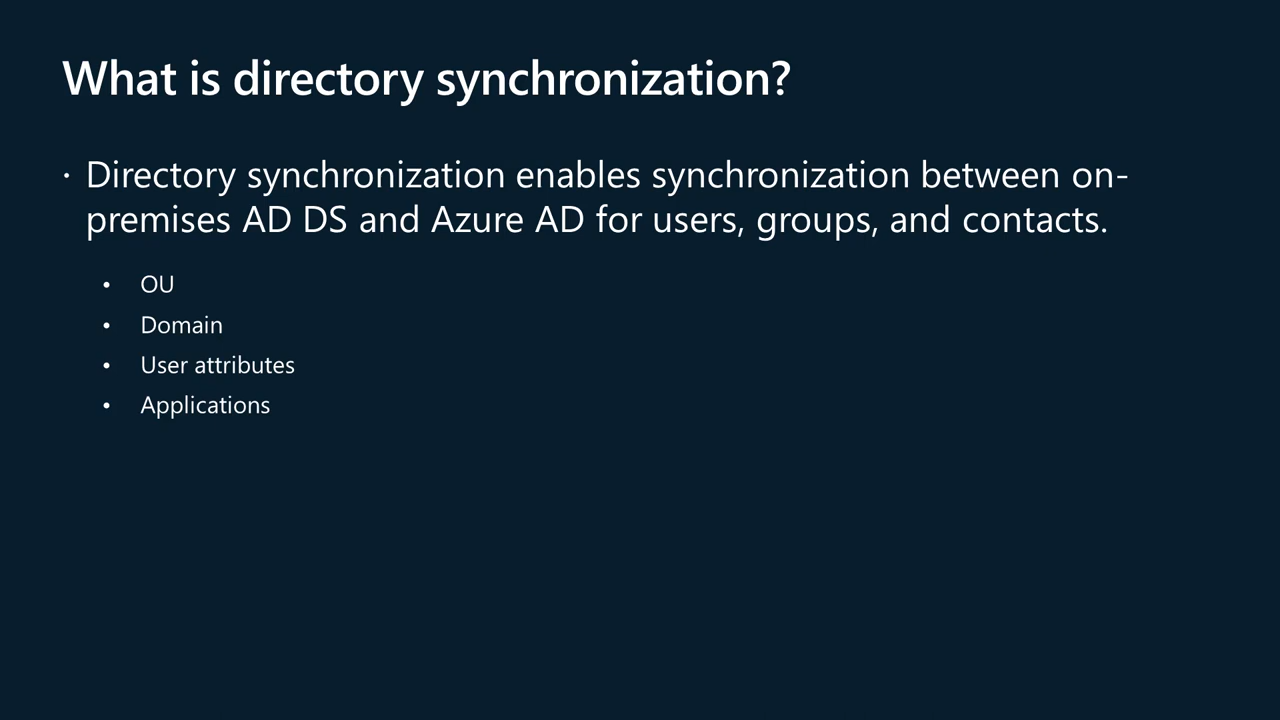 What is directory synchronization?
• Directory synchronization enables synchronization between on-
premises AD DS and Azure AD for users, groups, and contacts.
• OU
• Domain
• User attributes
• Applications